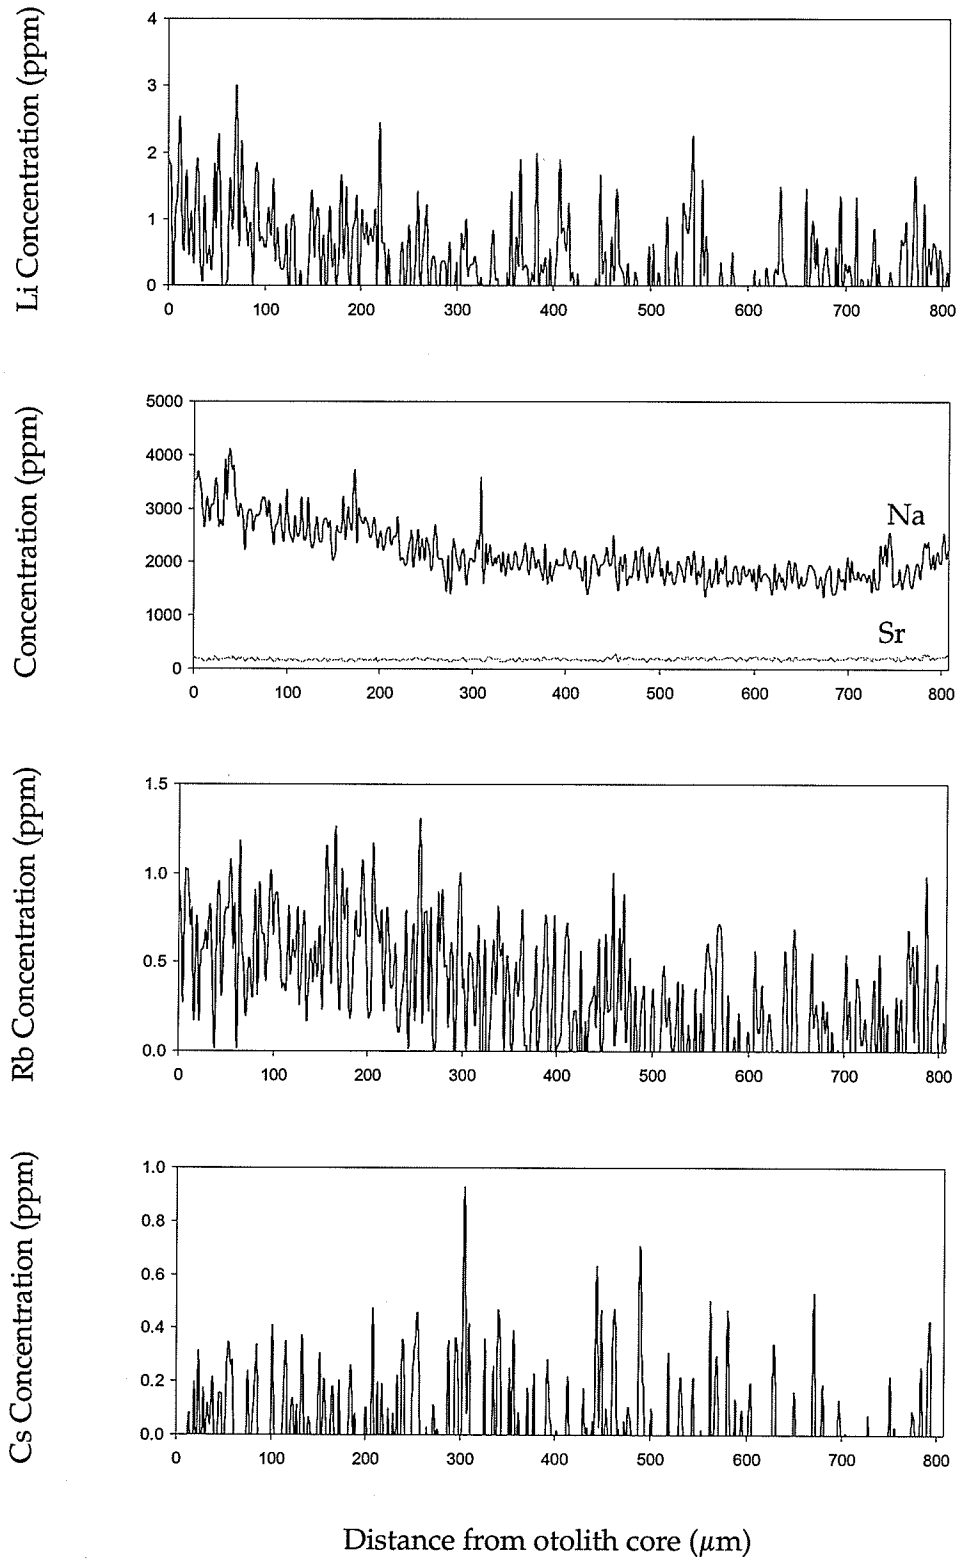 Li Concentration (ppm)
4
3
2
1
0
0 100 200 300 400 500 600 700 800
Concentration (ppm)
5000
4000
3000
2000
1000
0
Na
Sr
0 100 200 300 400 500 600 700 800
Rb Concentration (ppm)
1.5
1.0
0.5
0.0
0 100 200 300 400 500 600 700 800
Cs Concentration (ppm)
1.0
0.8
0.6
0.4
0.2
0.0
0 100 200 300 400 500 600 700 800
Distance from otolith core (μm)